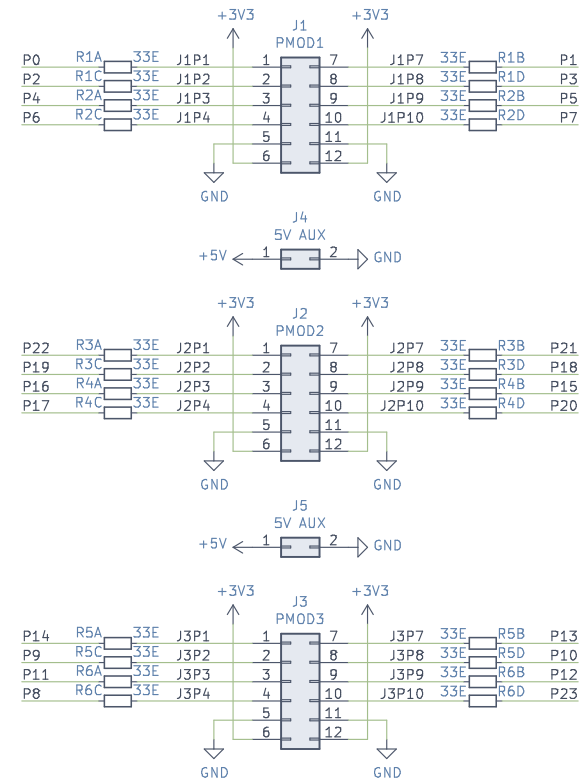 +3V3 J1 +3V3
PMOD1
P0 R1A 33E J1P1 1 7 J1P7 33E R1B P1
P2 R1C 33E J1P2 2 8 J1P8 33E R1D P3
P4 R2A 33E J1P3 3 9 J1P9 33E R2B P5
P6 R2C 33E J1P4 4 10 J1P10 33E R2D P7
5 11
6 12
GND GND
J4
5V AUX
+5V 1 2 GND
+3V3 J2 +3V3
PMOD2
P22 R3A 33E J2P1 1 7 J2P7 33E R3B P21
P19 R3C 33E J2P2 2 8 J2P8 33E R3D P18
P16 R4A 33E J2P3 3 9 J2P9 33E R4B P15
P17 R4C 33E J2P4 4 10 J2P10 33E R4D P20
5 11
6 12
GND GND
J5
5V AUX
+5V 1 2 GND
+3V3 J3 +3V3
PMOD3
P14 R5A 33E J3P1 1 7 J3P7 33E R5B P13
P9 R5C 33E J3P2 2 8 J3P8 33E R5D P10
P11 R6A 33E J3P3 3 9 J3P9 33E R6B P12
P8 R6C 33E J3P4 4 10 J3P10 33E R6D P23
5 11
6 12
GND GND